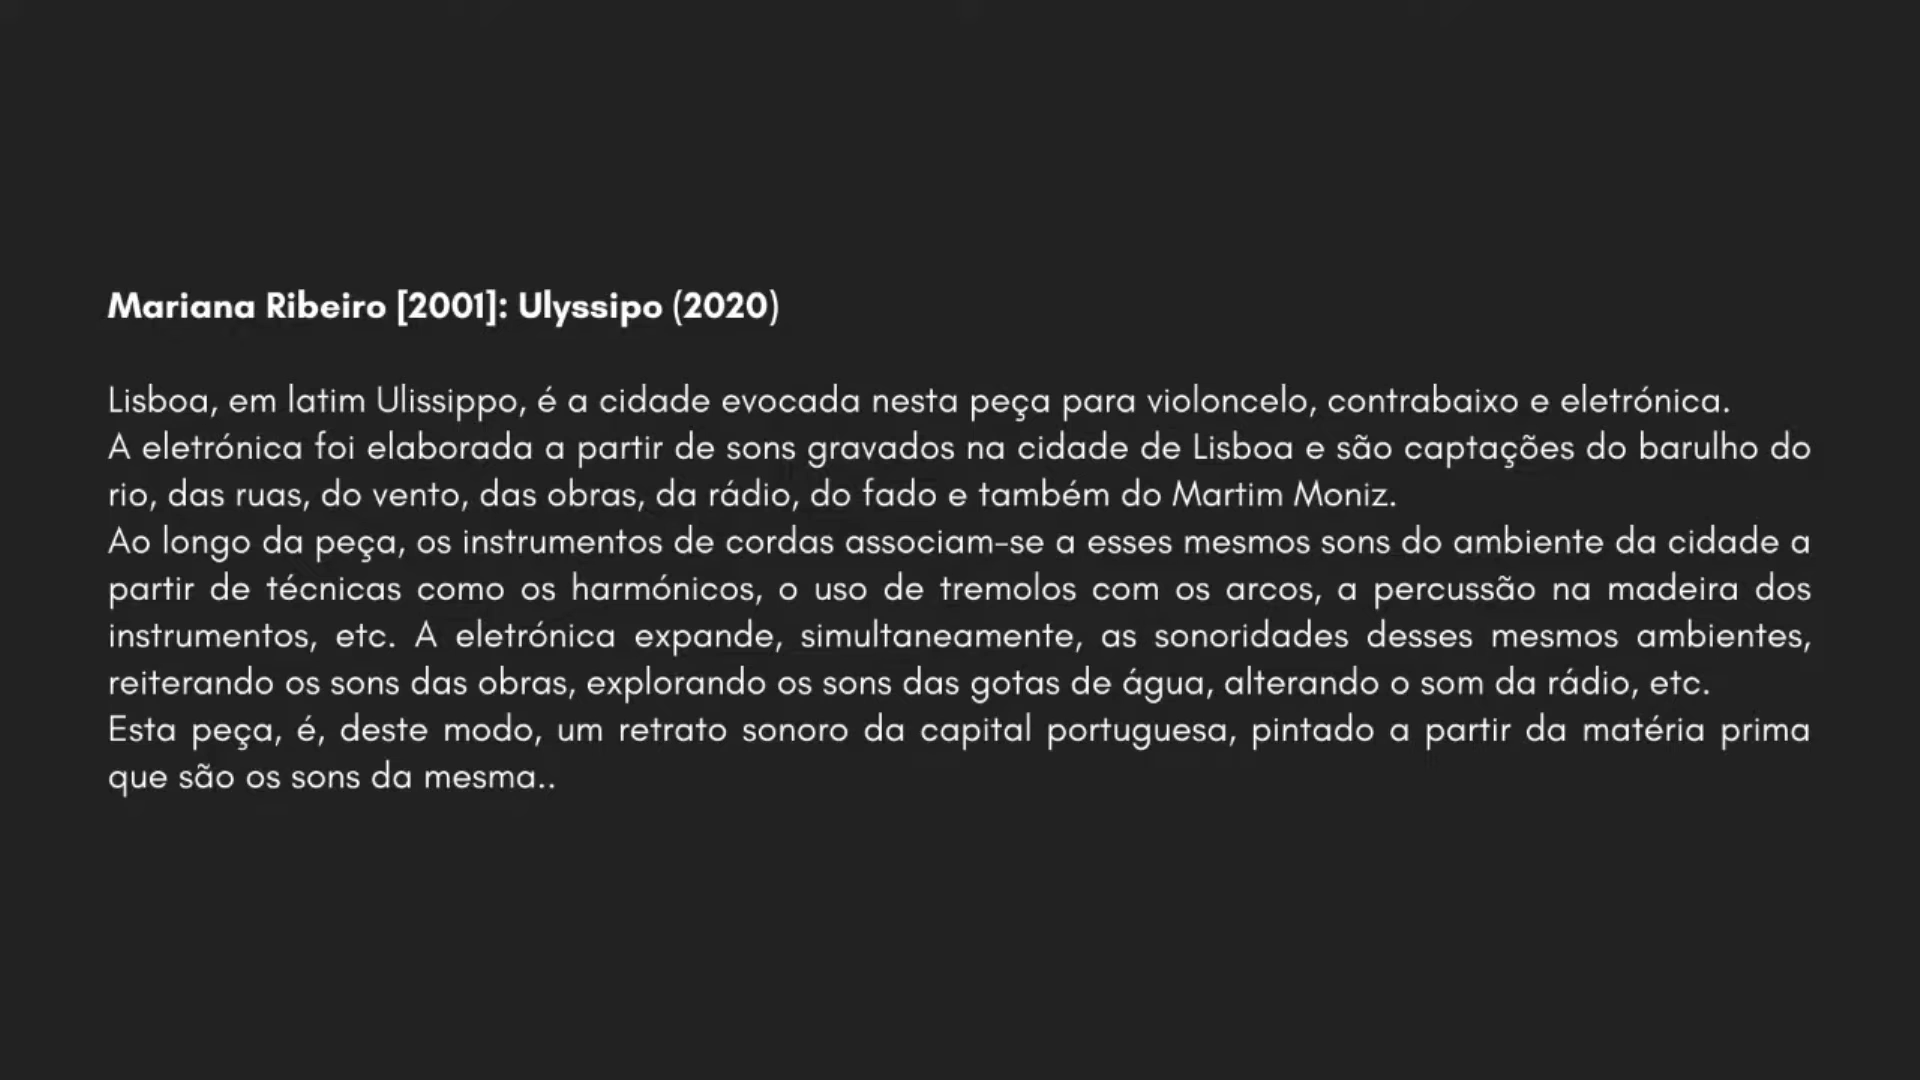 Mariana Ribeiro [2001]: Ulyssipo (2020)
Lisboa, em latim Ulissippo, é a cidade evocada nesta peça para violoncelo, contrabaixo e eletrónica.
A eletrónica foi elaborada a partir de sons gravados na cidade de Lisboa e são captações do barulho do
rio, das ruas, do vento, das obras, da rádio, do fado e também do Martim Moniz.
Ao longo da peça, os instrumentos de cordas associam-se a esses mesmos sons do ambiente da cidade a
partir de técnicas como os harmónicos, o uso de tremolos com os arcos, a percussão na madeira dos
instrumentos, etc. A eletrónica expande, simultaneamente, as sonoridades desses mesmos ambientes,
reiterando os sons das obras, explorando os sons das gotas de água, alterando o som da rádio, etc.
Esta peça, é, deste modo, um retrato sonoro da capital portuguesa, pintado a partir da matéria prima
que são os sons da mesma..